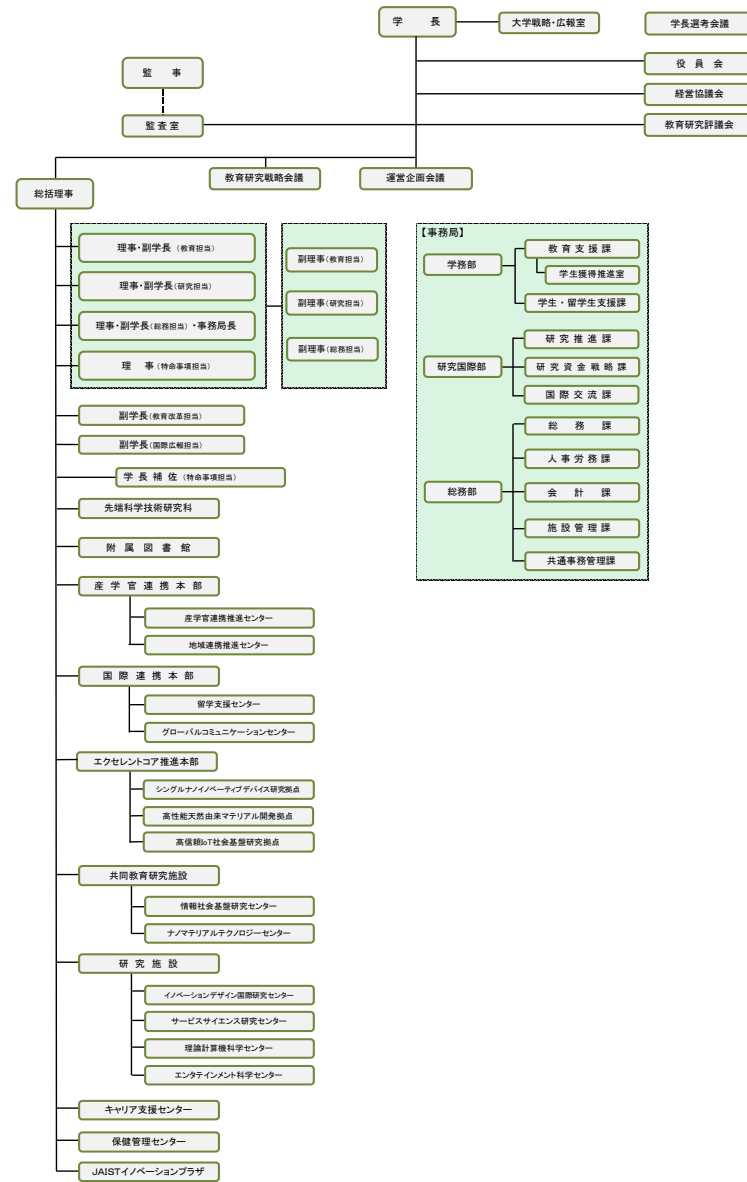 学　長
大学戦略・広報室
学長選考会議
役 員 会
経営協議会
教育研究評議会
監　事
監査室
教育研究戦略会議
運営企画会議
総括理事
理事・副学長（教育担当）
理事・副学長（研究担当）
理事・副学長（総務担当）・事務局長
理　事（特命事項担当）
副理事（教育担当）
副理事（研究担当）
副理事（総務担当）
副学長（教育改革担当）
副学長（国際広報担当）
学 長 補 佐（特命事項担当）
先端科学技術研究科
附 属 図 書 館
産 学 官 連 携 本 部
産学官連携推進センター
地域連携推進センター
国 際 連 携 本 部
留学支援センター
グローバルコミュニケーションセンター
エクセレントコア推進本部
シングルナノイノベーティブデバイス研究拠点
高性能天然由来マテリアル開発拠点
高信頼IoT社会基盤研究拠点
共同教育研究施設
情報社会基盤研究センター
ナノマテリアルテクノロジーセンター
研 究 施 設
イノベーションデザイン国際研究センター
サービスサイエンス研究センター
理論計算機科学センター
エンタテインメント科学センター
キャリア支援センター
保健管理センター
JAISTイノベーションプラザ
【事務局】
学務部
教 育 支 援 課
学生獲得推進室
学生・留学生支援課
研究国際部
研 究 推 進 課
研究資金戦略課
国 際 交 流 課
総務部
総　務　課
人 事 労 務 課
会　計　課
施設管理課
共通事務管理課